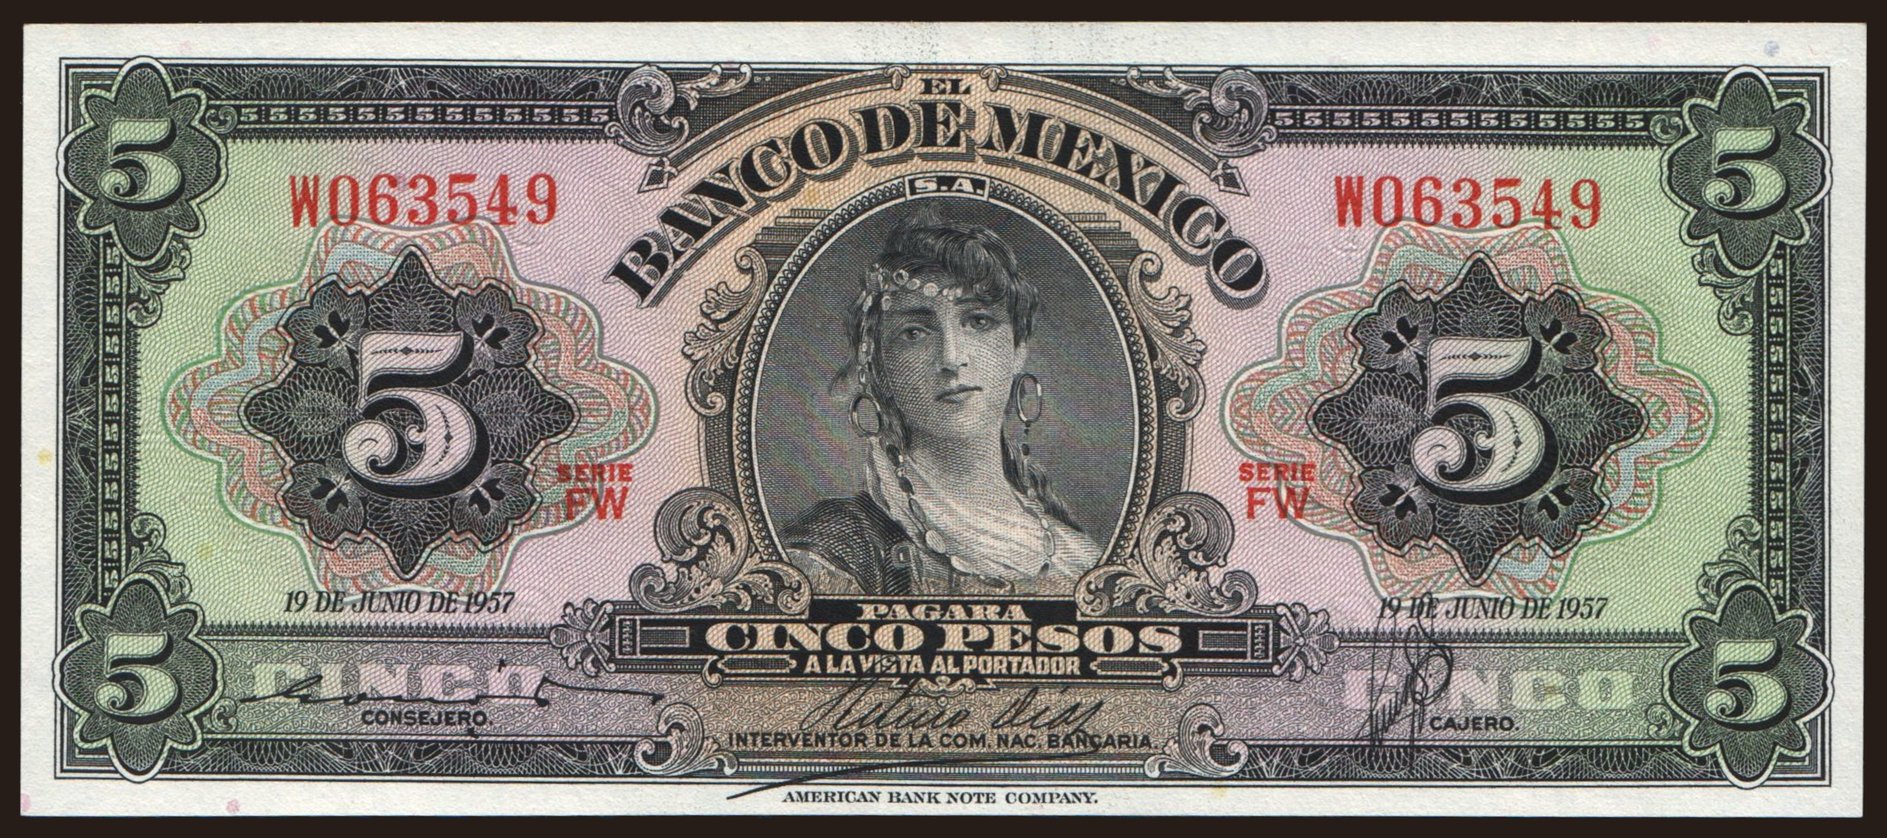 EL
BANCO DE MEXICO
S.A.
5
5
555555555555
555555555555
W063549
W063549
5
5
SERIE
FW
SERIE
FW
19 DE JUNIO DE 1957
19 DE JUNIO DE 1957
PAGARA
CINCO PESOS
A LA VISTA AL PORTADOR
5
CINCO
CINCO
5
CONSEJERO.
INTERVENTOR DE LA COM. NAC. BANCARIA
CAJERO.
AMERICAN BANK NOTE COMPANY.